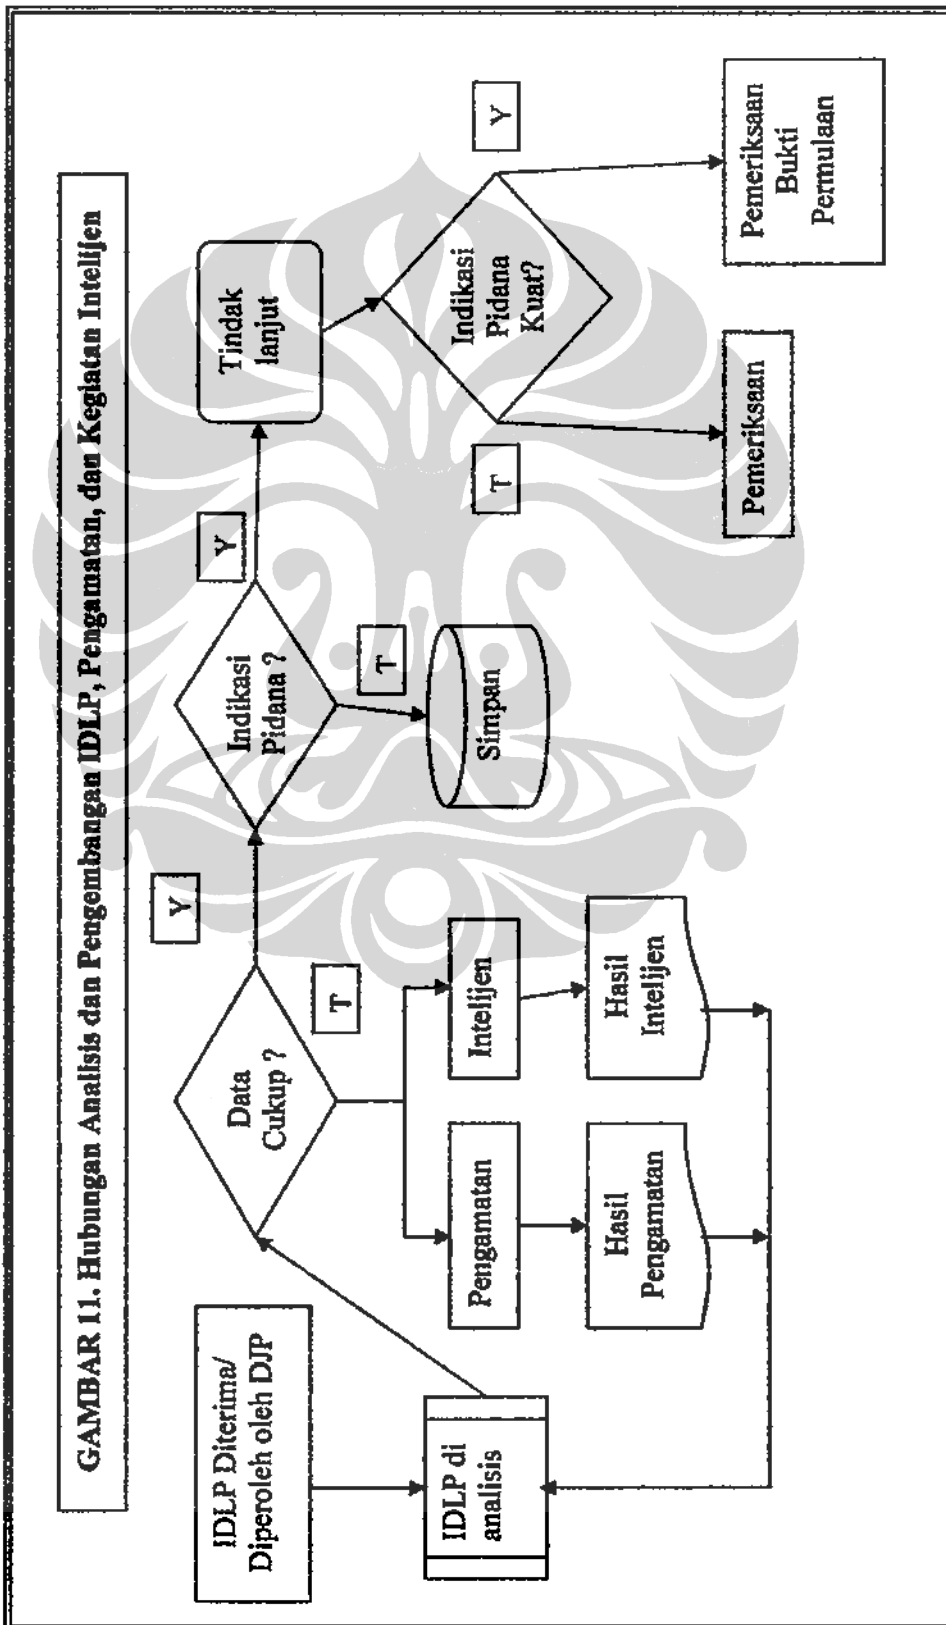 GAMBAR 11. Hubungan Analisis dan Pengembangan IDLP, Pengamatan, dan Kegiatan Intelijen
IDLP Diterima/
Diperoleh oleh DJP
IDLP di
analisis
Data
Cukup ?
Y
T
Pengamatan
Intelijen
Hasil
Pengamatan
Hasil
Intelijen
Indikasi
Pidana ?
Y
T
Simpan
Tindak
lanjut
Indikasi
Pidana
Kuat?
T
Y
Pemeriksaan
Pemeriksaan
Bukti
Permulaan